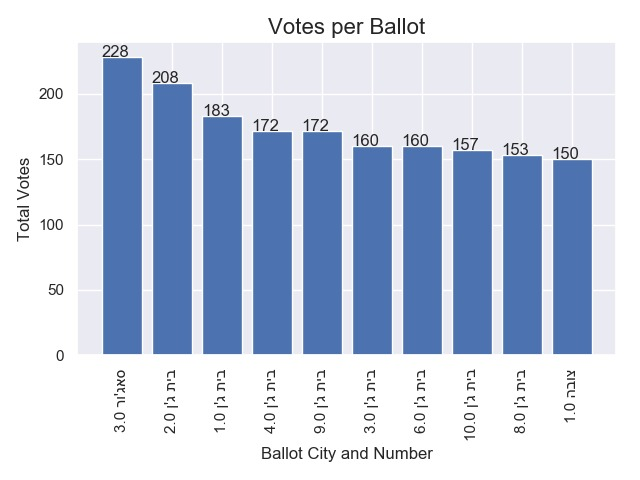 Votes per Ballot
228
208
183
172
172
160
160
157
153
150
200
150
100
50
0
Total Votes
סאג'ור 3.0
בית ג'ן 2.0
בית ג'ן 1.0
בית ג'ן 4.0
בית ג'ן 9.0
בית ג'ן 3.0
בית ג'ן 6.0
בית ג'ן 10.0
בית ג'ן 8.0
צובה 1.0
Ballot City and Number